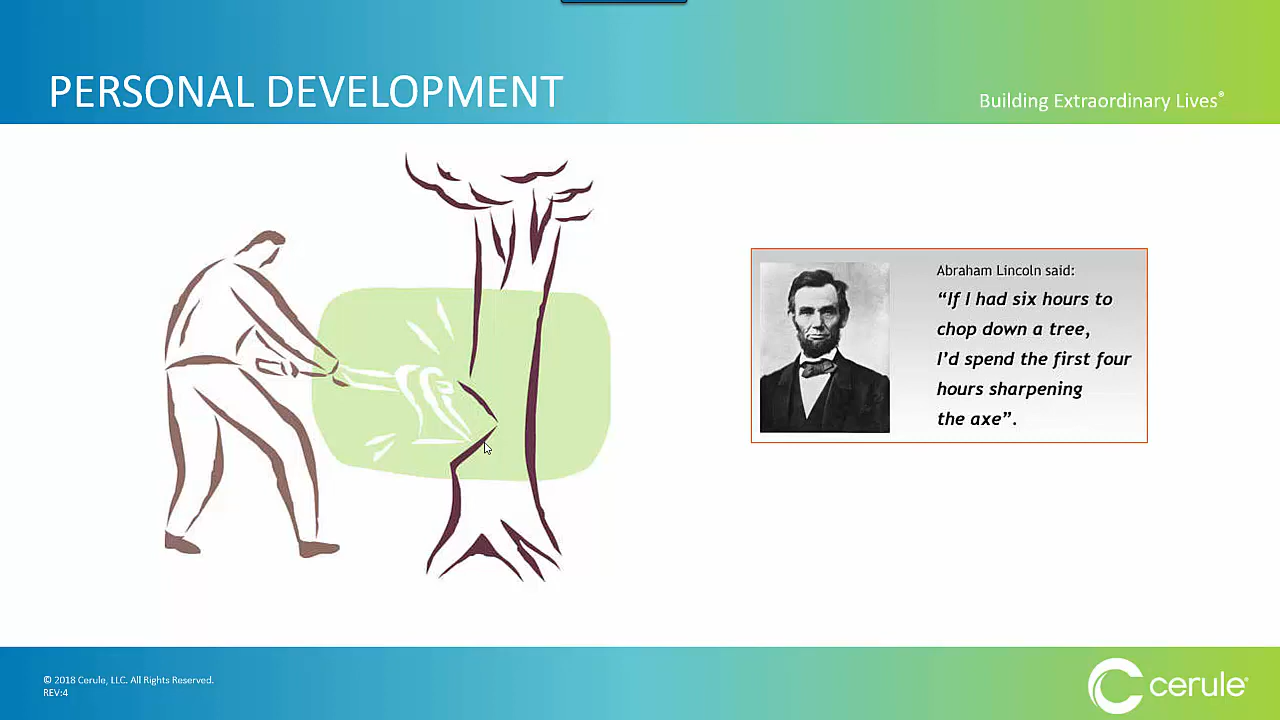 PERSONAL DEVELOPMENT
Building Extraordinary Lives®
Abraham Lincoln said:
“If I had six hours to
chop down a tree,
I’d spend the first four
hours sharpening
the axe”.
© 2018 Cerule, LLC. All Rights Reserved.
REV:4
cerule®